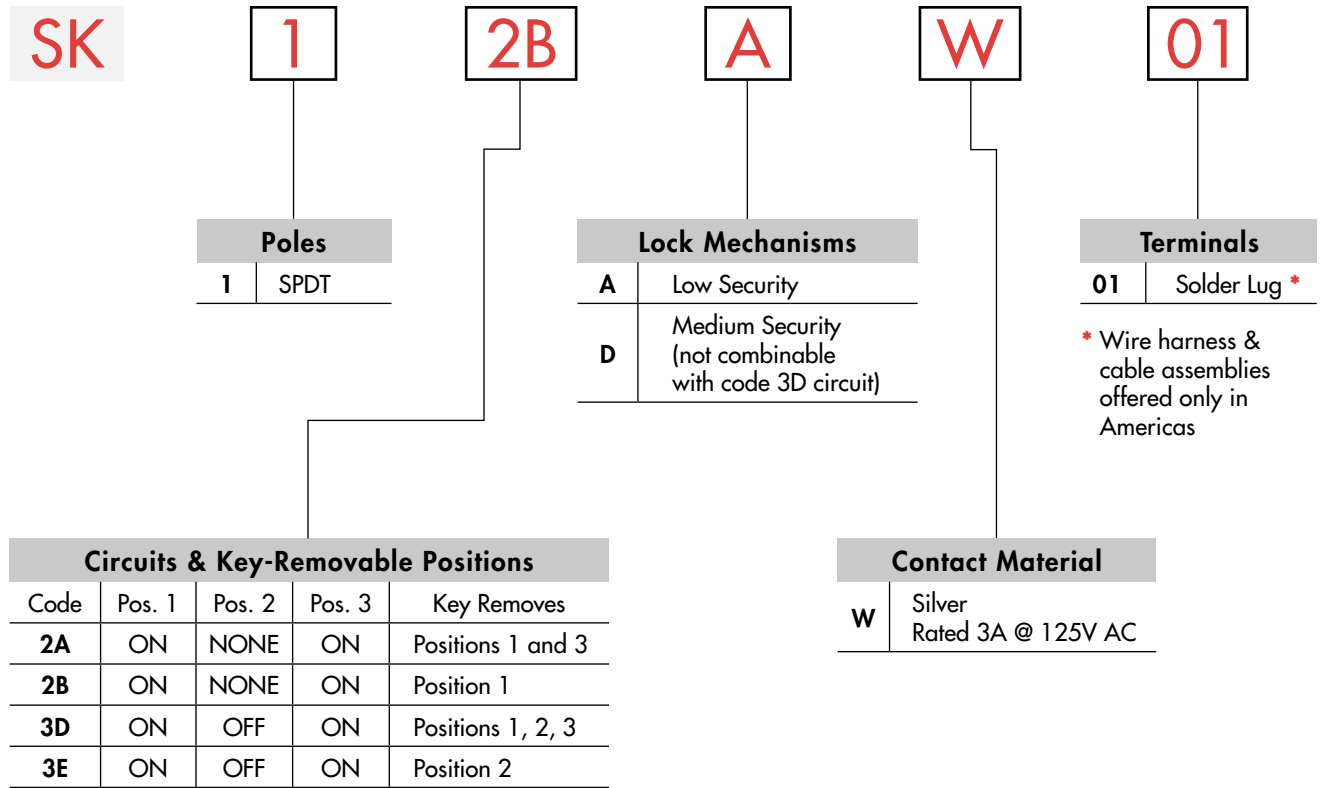 SK 1 2B A W 01
Poles
1 SPDT
Lock Mechanisms
A Low Security
D Medium Security
(not combinable
with code 3D circuit)
Terminals
01 Solder Lug *
* Wire harness &
cable assemblies
offered only in
Americas
Circuits & Key-Removable Positions
Code Pos. 1 Pos. 2 Pos. 3 Key Removes
2A ON NONE ON Positions 1 and 3
2B ON NONE ON Position 1
3D ON OFF ON Positions 1, 2, 3
3E ON OFF ON Position 2
Contact Material
W Silver
Rated 3A @ 125V AC